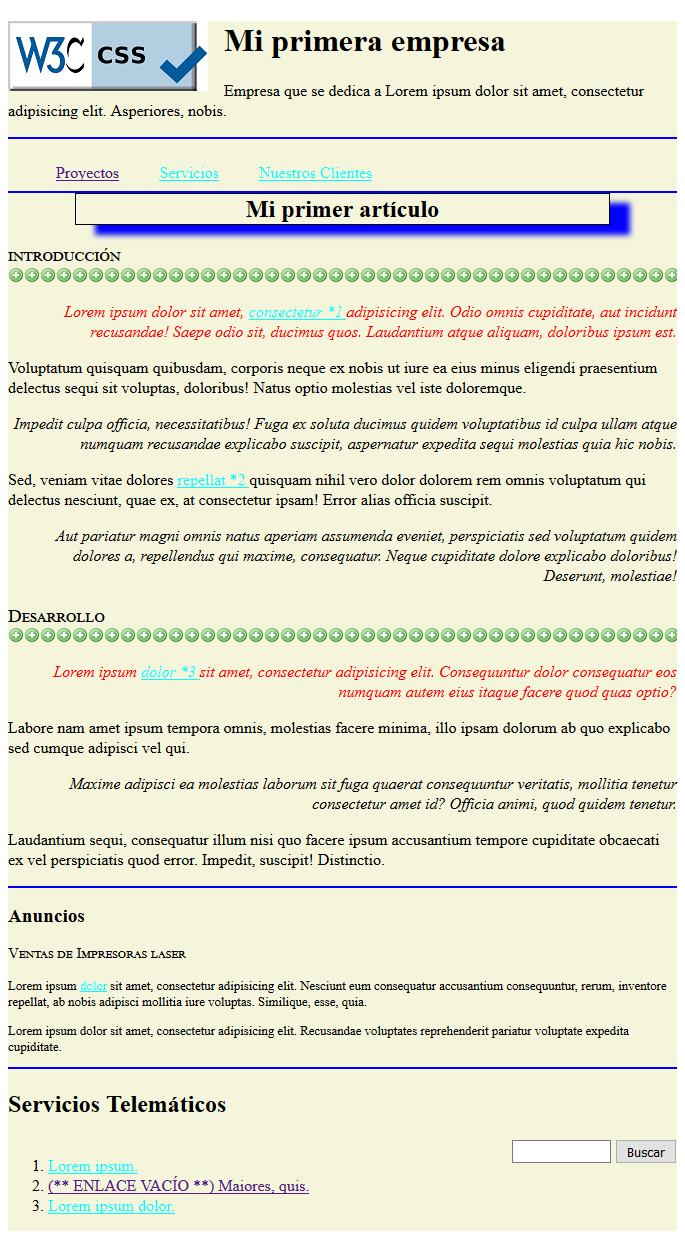 W3C css
Mi primera empresa
Empresa que se dedica a Lorem ipsum dolor sit amet, consectetur
adipisicing elit. Asperiores, nobis.
Proyectos Servicios Nuestros Clientes
Mi primer artículo
INTRODUCCIÓN
Lorem ipsum dolor sit amet, consectetur *1 adipisicing elit. Odio omnis cupiditate, aut incidunt
recusandae! Saepe odio sit, ducimus quos. Laudantium atque aliquam, doloribus ipsum est.
Voluptatum quisquam quibusdam, corporis neque ex nobis ut iure ea eius minus eligendi praesentium
delectus sequi sit voluptas, doloribus! Natus optio molestias vel iste doloremque.
Impedit culpa officia, necessitatibus! Fuga ex soluta ducimus quidem voluptatibus id culpa ullam atque
numquam recusandae explicabo suscipit, aspernatur expedita sequi molestias quia hic nobis.
Sed, veniam vitae dolores repellat *2 quisquam nihil vero dolor dolorem rem omnis voluptatum qui
delectus nesciunt, quae ex, at consectetur ipsam! Error alias officia suscipit.
Aut pariatur magni omnis natus aperiam assumenda eveniet, perspiciatis sed voluptatum quidem
dolores a, repellendus qui maxime, consequatur. Neque cupiditate dolore explicabo doloribus!
Deserunt, molestiae!
Desarrollo
Lorem ipsum dolor *3 sit amet, consectetur adipisicing elit. Consequuntur dolor consequatur eos
numquam autem eius itaque facere quod quas optio?
Labore nam amet ipsum tempora omnis, molestias facere minima, illo ipsam dolorum ab quo explicabo
sed cumque adipisci vel qui.
Maxime adipisci ea molestias laborum sit fuga quaerat consequuntur veritatis, mollitia tenetur
consectetur amet id? Officia animi, quod quidem tenetur.
Laudantium sequi, consequatur illum nisi quo facere ipsum accusantium tempore cupiditate obcaecati
ex vel perspiciatis quod error. Impedit, suscipit! Distinctio.
Anuncios
Ventas de Impresoras laser
Lorem ipsum dolor sit amet, consectetur adipisicing elit. Nesciunt eum consequatur accusantium consequuntur, rerum, inventore
repellat, ab nobis adipisci mollitia iure voluptas. Similique, esse, quia.
Lorem ipsum dolor sit amet, consectetur adipisicing elit. Recusandae voluptates reprehenderit pariatur voluptate expedita
cupiditate.
Servicios Telemáticos
Buscar
1. Lorem ipsum.
2. (** ENLACE VACÍO **) Maiores, quis.
3. Lorem ipsum dolor.